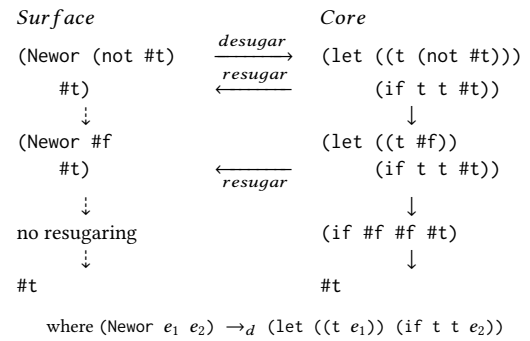 Surface Core
(Newor (not #t) desugar (let ((t (not #t)))
#t) resugar (if t t #t))
(Newor #f (let ((t #f))
#t) resugar (if t t #t))
no resugaring (if #f #f #t)
#t #t
where (Newor e₁ e₂) →d (let ((t e₁)) (if t t e₂))